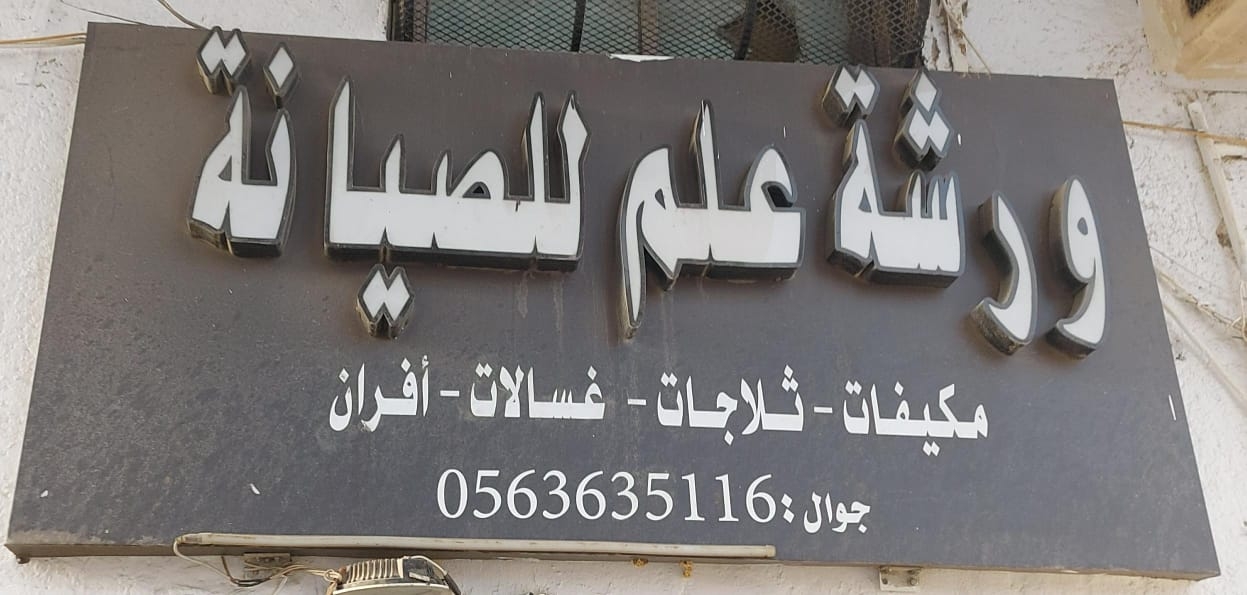 ورشة علم للصيانة
مكيفات - ثلاجات - غسالات - أفران
جوال : 0563635116